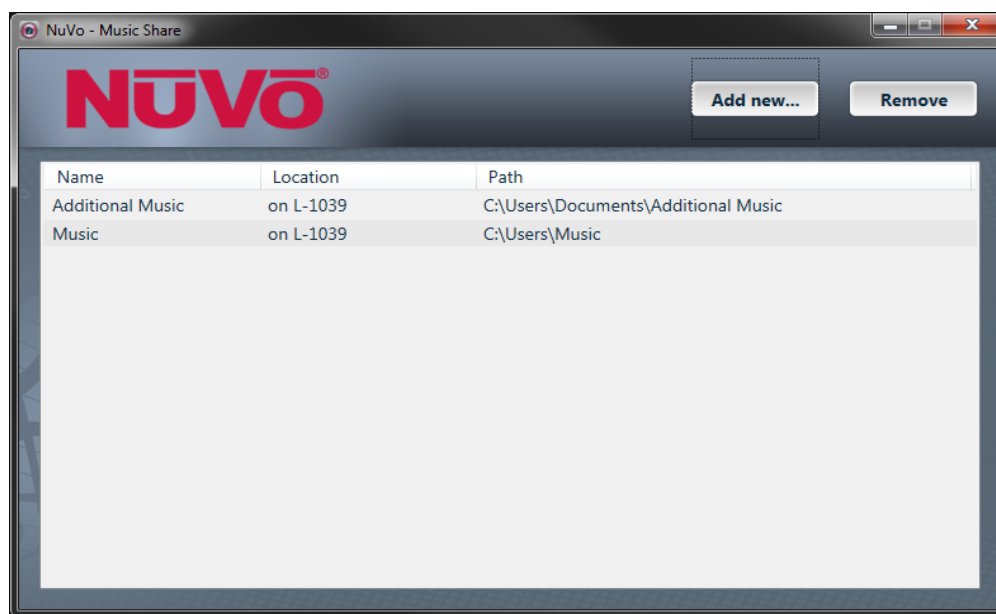 NuVo - Music Share
NŪVō®
Add new... Remove
Name Location Path
Additional Music on L-1039 C:\Users\Documents\Additional Music
Music on L-1039 C:\Users\Music